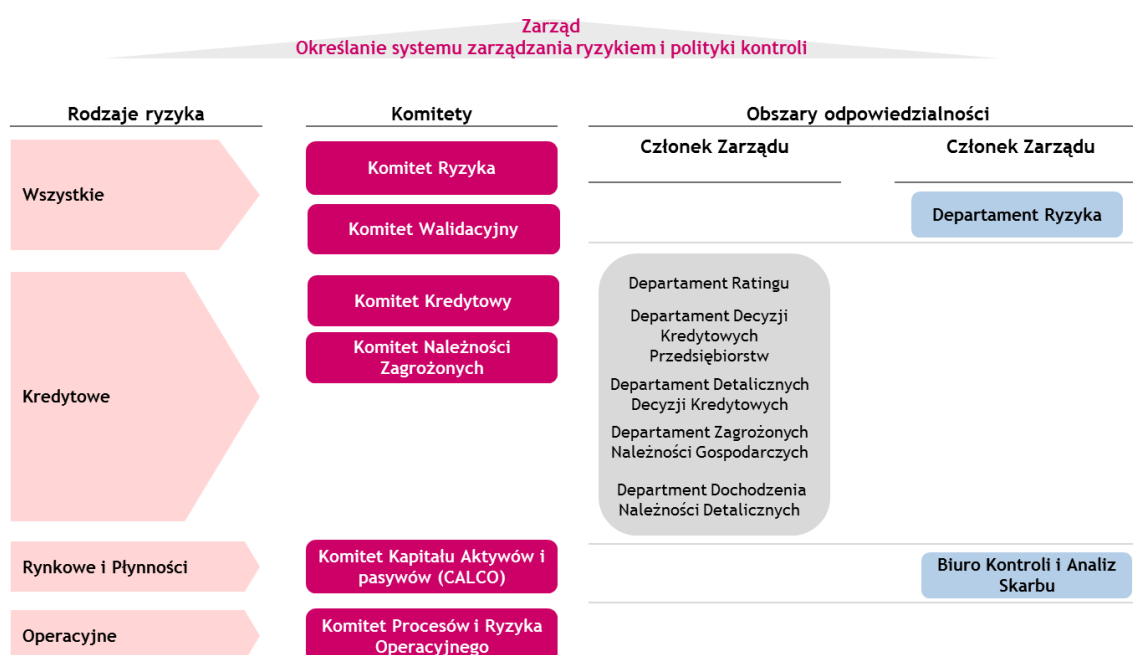 Zarząd
Określanie systemu zarządzania ryzykiem i polityki kontroli
Rodzaje ryzyka
Komitety
Obszary odpowiedzialności
Członek Zarządu
Członek Zarządu
Wszystkie
Komitet Ryzyka
Komitet Walidacyjny
Departament Ryzyka
Kredytowe
Komitet Kredytowy
Komitet Należności
Zagrożonych
Departament Ratingu
Departament Decyzji
Kredytowych
Przedsiębiorstw
Departament Detalicznych
Decyzji Kredytowych
Departament Zagrożonych
Należności Gospodarczych
Department Dochodzenia
Należności Detalicznych
Rynkowe i Płynności
Komitet Kapitału Aktywów i
pasywów (CALCO)
Biuro Kontroli i Analiz
Skarbu
Operacyjne
Komitet Procesów i Ryzyka
Operacyjnego